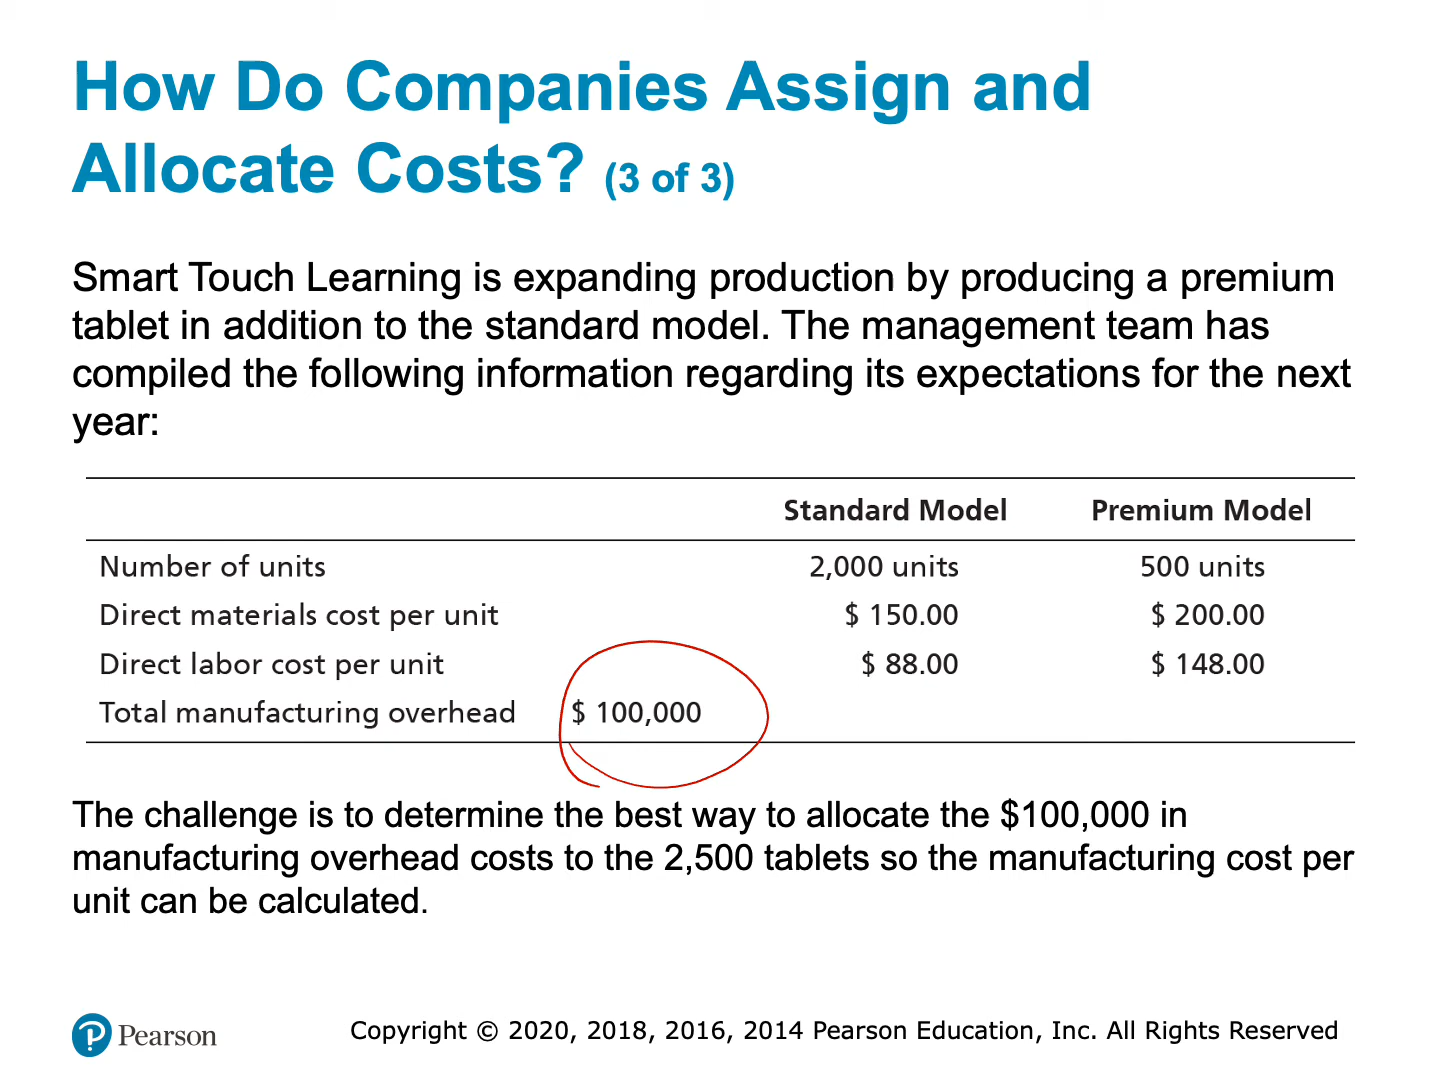 How Do Companies Assign and
Allocate Costs? (3 of 3)
Smart Touch Learning is expanding production by producing a premium
tablet in addition to the standard model. The management team has
compiled the following information regarding its expectations for the next
year:
Standard Model Premium Model
Number of units 2,000 units 500 units
Direct materials cost per unit $ 150.00 $ 200.00
Direct labor cost per unit $ 88.00 $ 148.00
Total manufacturing overhead $ 100,000
The challenge is to determine the best way to allocate the $100,000 in
manufacturing overhead costs to the 2,500 tablets so the manufacturing cost per
unit can be calculated.
P Pearson
Copyright © 2020, 2018, 2016, 2014 Pearson Education, Inc. All Rights Reserved